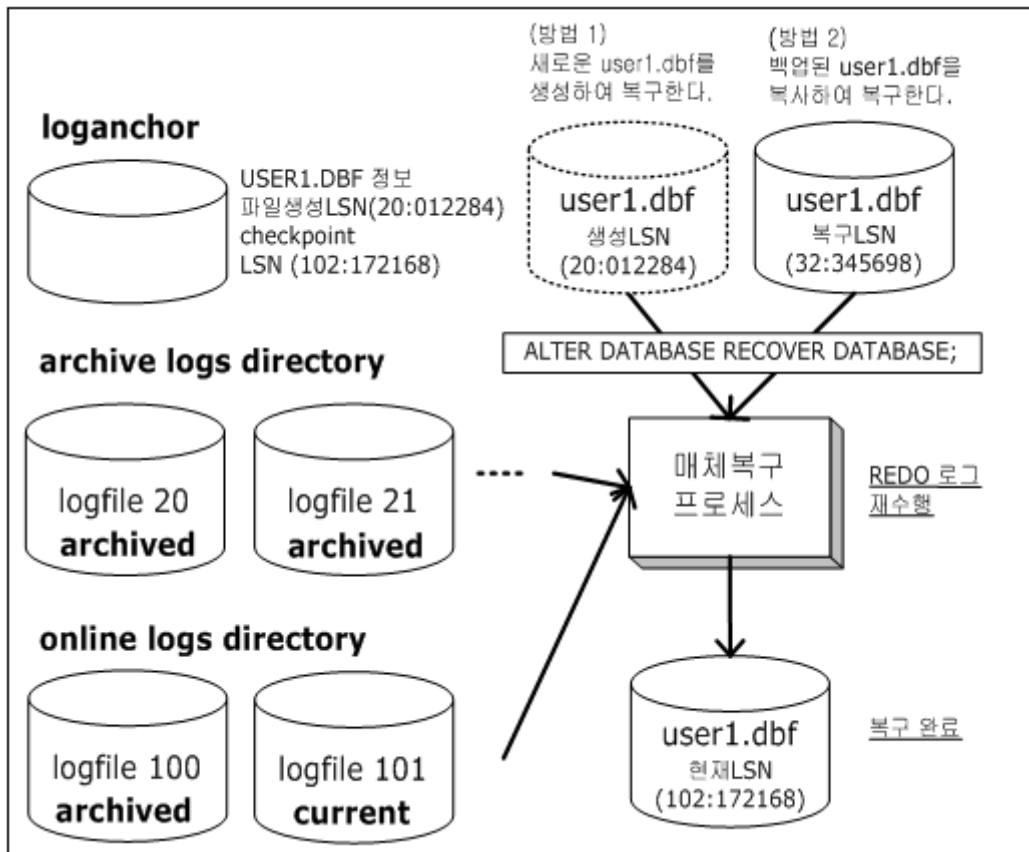 (방법 1)
새로운 user1.dbf를
생성하여 복구한다.
(방법 2)
백업된 user1.dbf을
복사하여 복구한다.
loganchor
USER1.DBF 정보
파일생성LSN(20:012284)
checkpoint
LSN (102:172168)
user1.dbf
생성LSN
(20:012284)
user1.dbf
복구LSN
(32:345698)
ALTER DATABASE RECOVER DATABASE;
archive logs directory
logfile 20
archived
logfile 21
archived
매체복구
프로세스
REDO 로그
재수행
online logs directory
logfile 100
archived
logfile 101
current
user1.dbf
현재LSN
(102:172168)
복구 완료